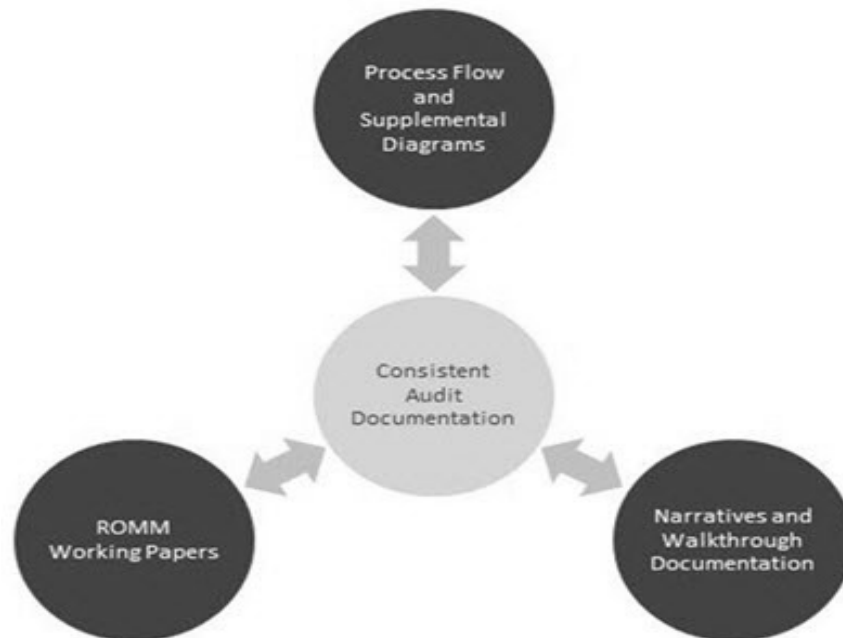 Process Flow
and
Supplemental
Diagrams
Consistent
Audit
Documentation
ROMM
Working Papers
Narratives and
Walkthrough
Documentation